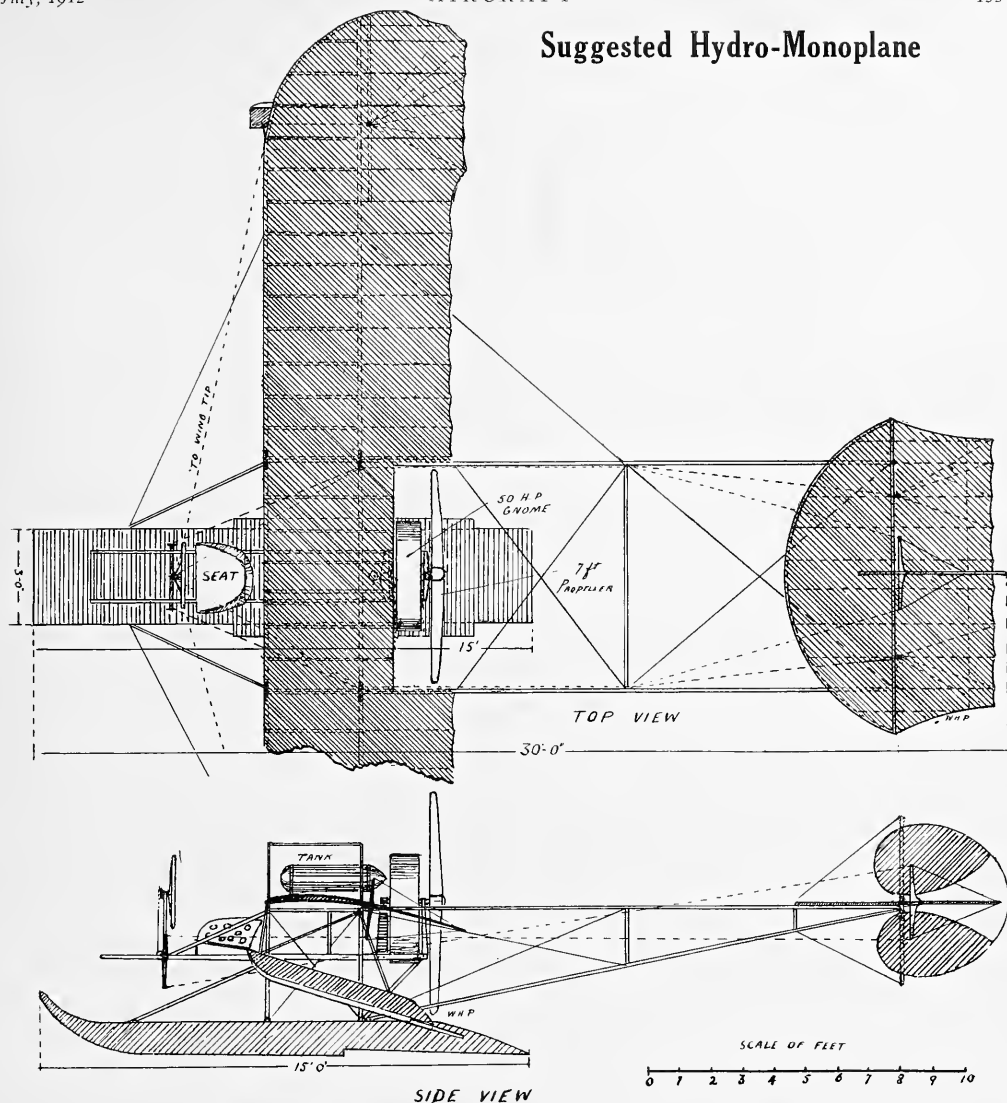 July, 1912
AIRCRAFT
Suggested Hydro-Monoplane
TO WIND TIP
50 H.P
GNOME
SEAT
7 ft
PROPELLER
3-0"
15'
TOP VIEW
WHP
30'-0"
TANK
WHP
15'0"
SIDE VIEW
SCALE OF FEET
0 1 2 3 4 5 6 7 8 9 10